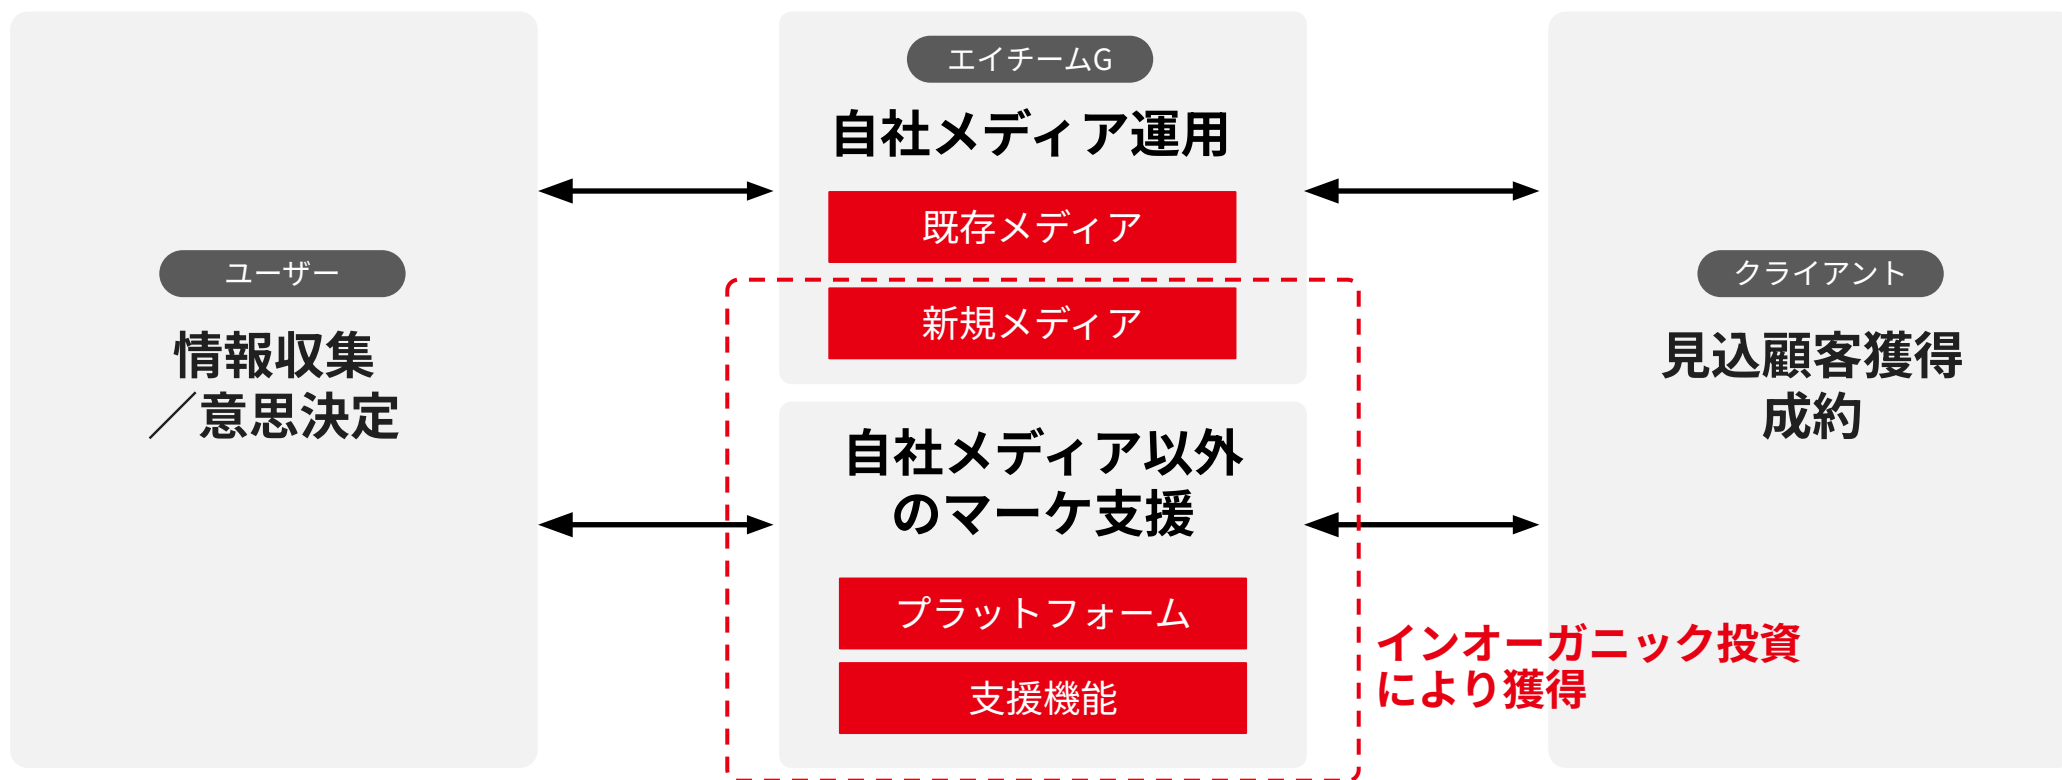 ユーザー
情報収集
／意思決定
エイチームG
自社メディア運用
既存メディア
新規メディア
自社メディア以外
のマーケ支援
プラットフォーム
支援機能
インオーガニック投資
により獲得
クライアント
見込顧客獲得
成約